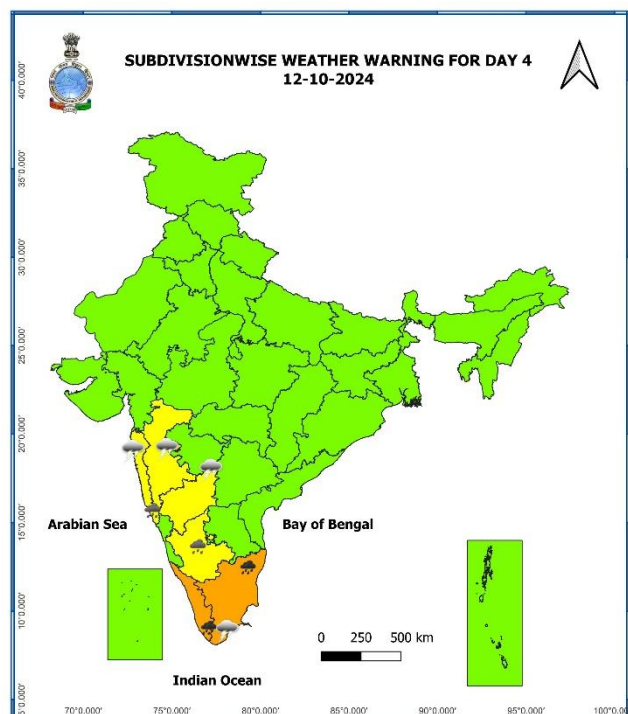 SUBDIVISIONWISE WEATHER WARNING FOR DAY 4
12-10-2024
40°0.000'
35°0.000'
30°0.000'
25°0.000'
20°0.000'
15°0.000'
10°0.000'
5°0.000'
Arabian Sea
Bay of Bengal
0 250 500 km
Indian Ocean
70°0.000' 75°0.000' 80°0.000' 85°0.000' 90°0.000' 95°0.000' 100°0.00